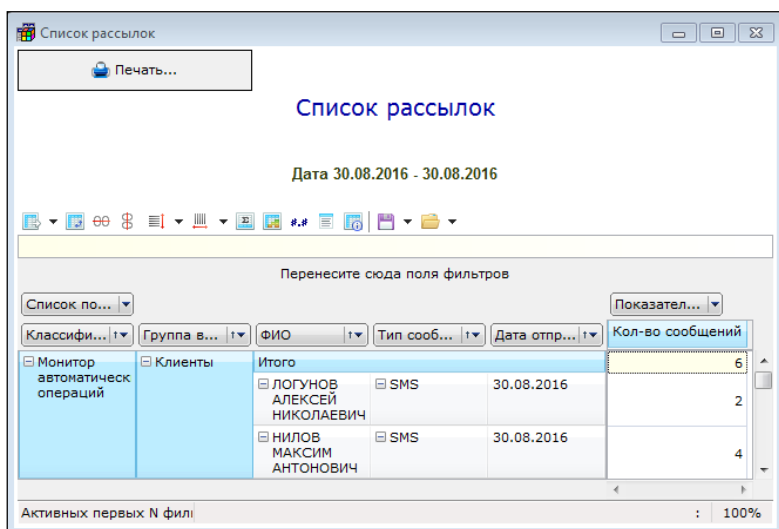 Список рассылок
Печать...
Список рассылок
Дата 30.08.2016 - 30.08.2016
Перенесите сюда поля фильтров
Список по... Показател...
Классифи... Группа в... ФИО Тип сооб... Дата отпр... Кол-во сообщений
Монитор автоматическ операций
Клиенты
Итого 6
ЛОГУНОВ АЛЕКСЕЙ НИКОЛАЕВИЧ SMS 30.08.2016 2
НИЛОВ МАКСИМ АНТОНОВИЧ SMS 30.08.2016 4
Активных первых N фил : 100%